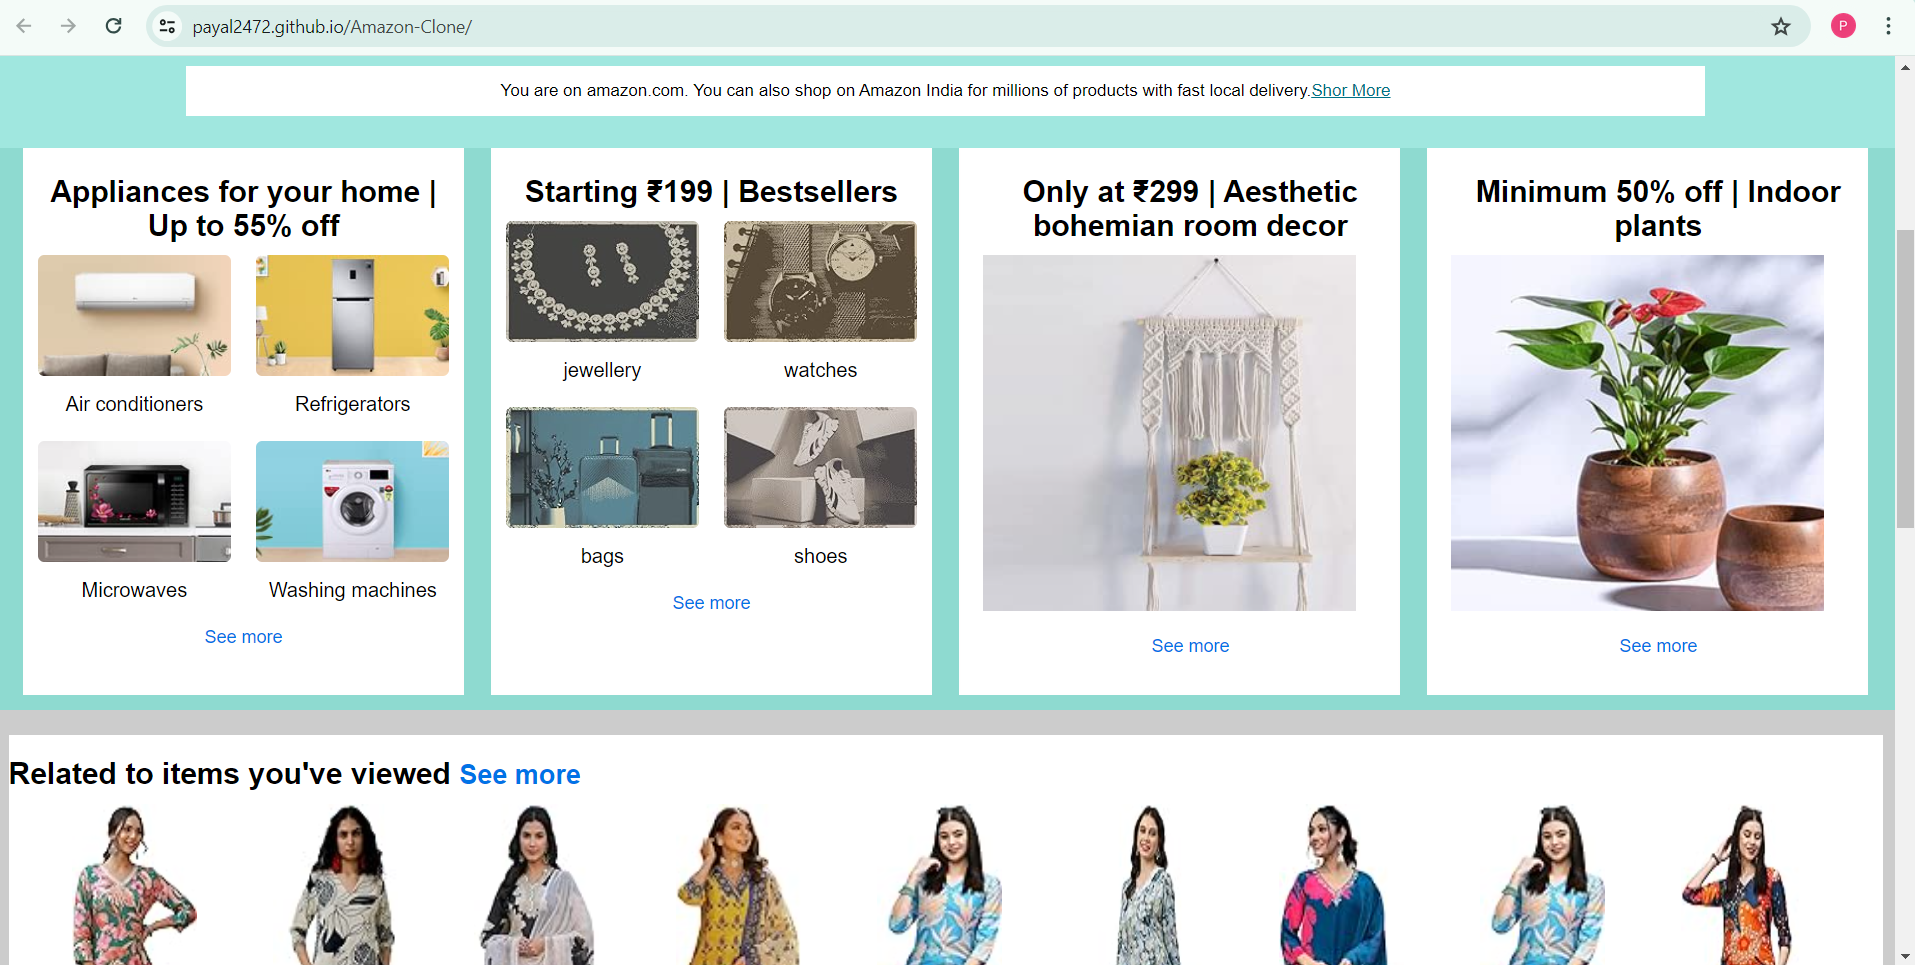 payal2472.github.io/Amazon-Clone/
P
You are on amazon.com. You can also shop on Amazon India for millions of products with fast local delivery.Shor More
Appliances for your home |
Up to 55% off
Air conditioners
Refrigerators
Microwaves
Washing machines
See more
Starting ₹199 | Bestsellers
jewellery
watches
bags
shoes
See more
Only at ₹299 | Aesthetic
bohemian room decor
See more
Minimum 50% off | Indoor
plants
See more
Related to items you've viewed See more